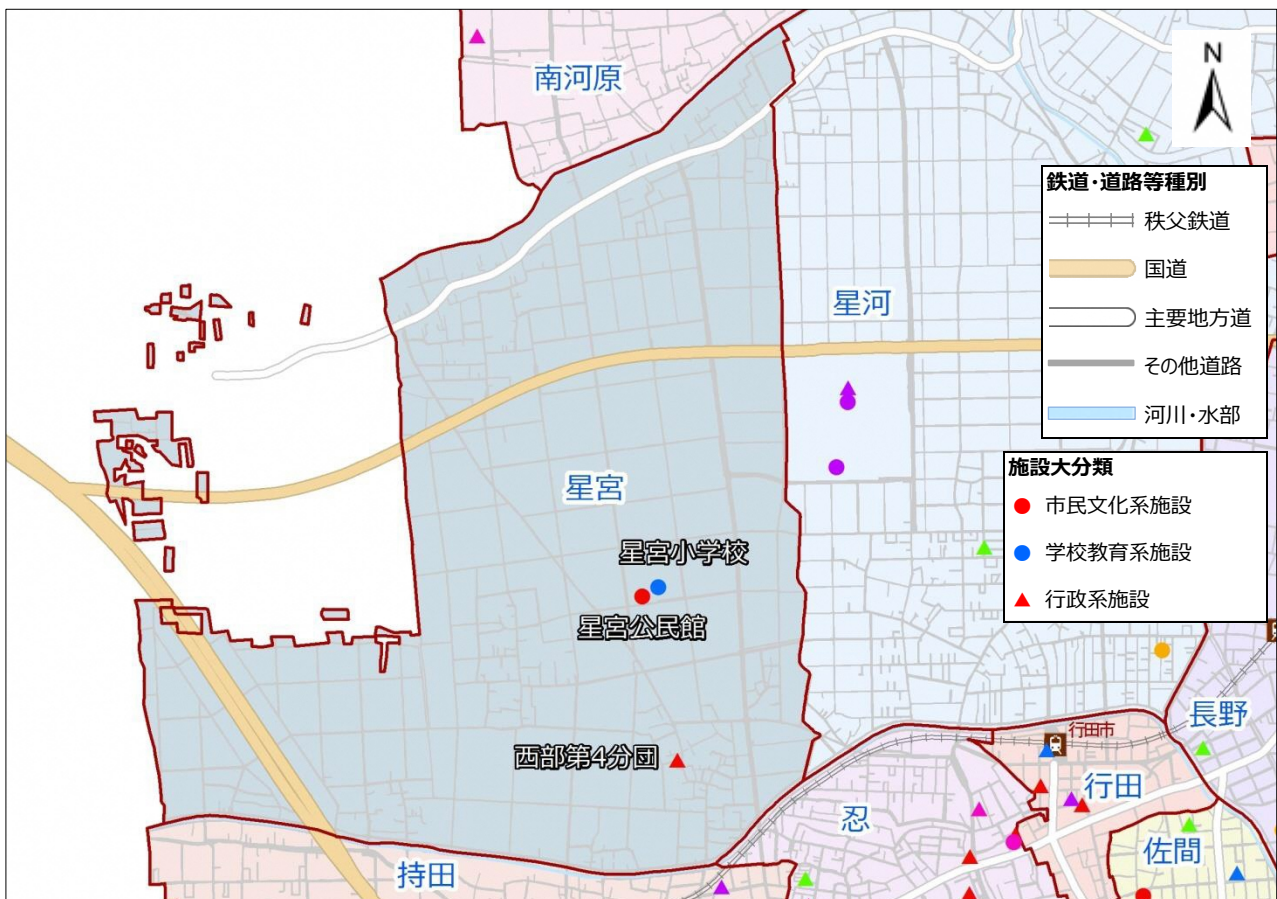 南河原
N
鉄道・道路等種別
秩父鉄道
国道
主要地方道
その他道路
河川・水部
星河
施設大分類
市民文化系施設
学校教育系施設
行政系施設
星宮
星宮小学校
星宮公民館
西部第4分団
長野
行田市
行田
忍
佐間
持田